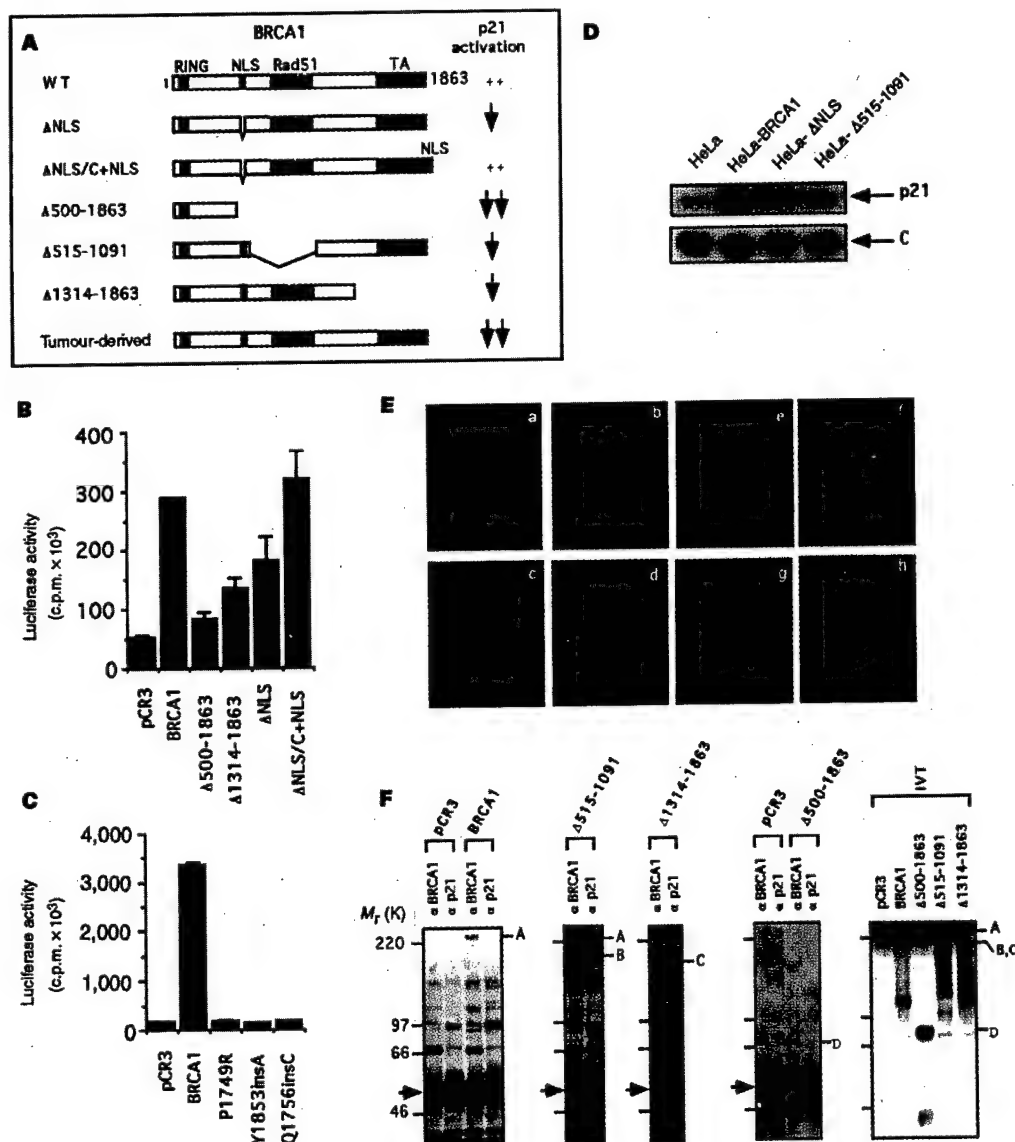 A
BRCA1
p21
activation
RING NLS Rad51 TA
WT 1 1863 ++
ΔNLS
NLS
ΔNLS/C+NLS ++
Δ500-1863
Δ515-1091
Δ1314-1863
Tumour-derived
D
HeLa
HeLa-BRCA1
HeLa-ΔNLS
HeLa-Δ515-1091
p21
C
B
Luciferase activity
(c.p.m. × 10³)
400
300
200
100
0
pCR3
BRCA1
Δ500-1863
Δ1314-1863
ΔNLS
ΔNLS/C+NLS
E
a b e f
c d g h
C
Luciferase activity
(c.p.m. × 10³)
4,000
3,000
2,000
1,000
0
pCR3
BRCA1
P1749R
Y1853insA
Q1756insC
F
pCR3
BRCA1
α BRCA1
α p21
α BRCA1
α p21
Mr (K)
220
97
66
46
A
Δ515-1091
α BRCA1
α p21
A
B
Δ1314-1863
α BRCA1
α p21
C
pCR3
Δ500-1863
α BRCA1
α p21
α BRCA1
α p21
D
IVT
pCR3
BRCA1
Δ500-1863
Δ515-1091
Δ1314-1863
A
B,C
D